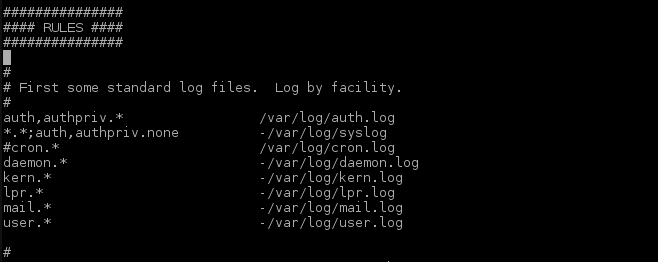 ###############
#### RULES ####
###############
#
# First some standard log files.  Log by facility.
#
auth,authpriv.*                 /var/log/auth.log
*.*;auth,authpriv.none          -/var/log/syslog
#cron.*                         /var/log/cron.log
daemon.*                        -/var/log/daemon.log
kern.*                          -/var/log/kern.log
lpr.*                           -/var/log/lpr.log
mail.*                          -/var/log/mail.log
user.*                          -/var/log/user.log
#